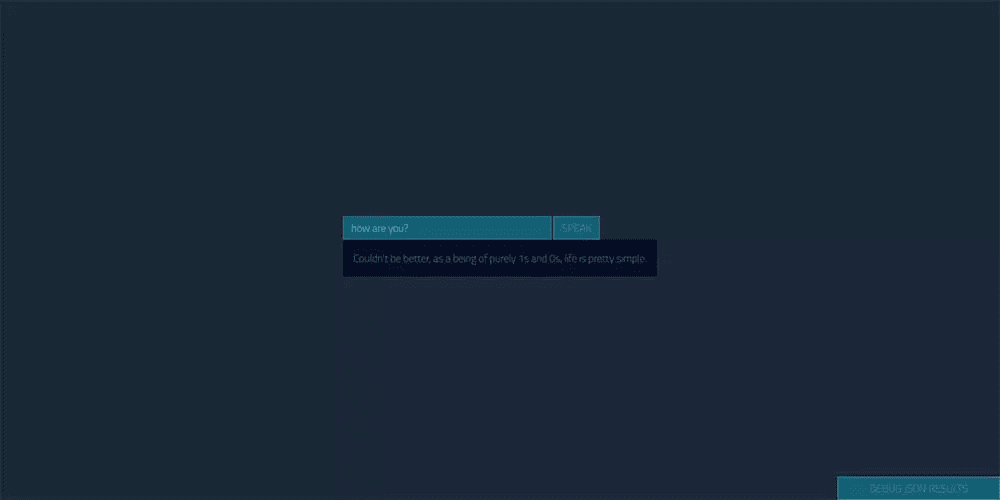 how are you?
SPEAK
Couldn't be better, as a being of purely 1s and 0s, life is pretty simple.
DEBUG JSON RESULTS